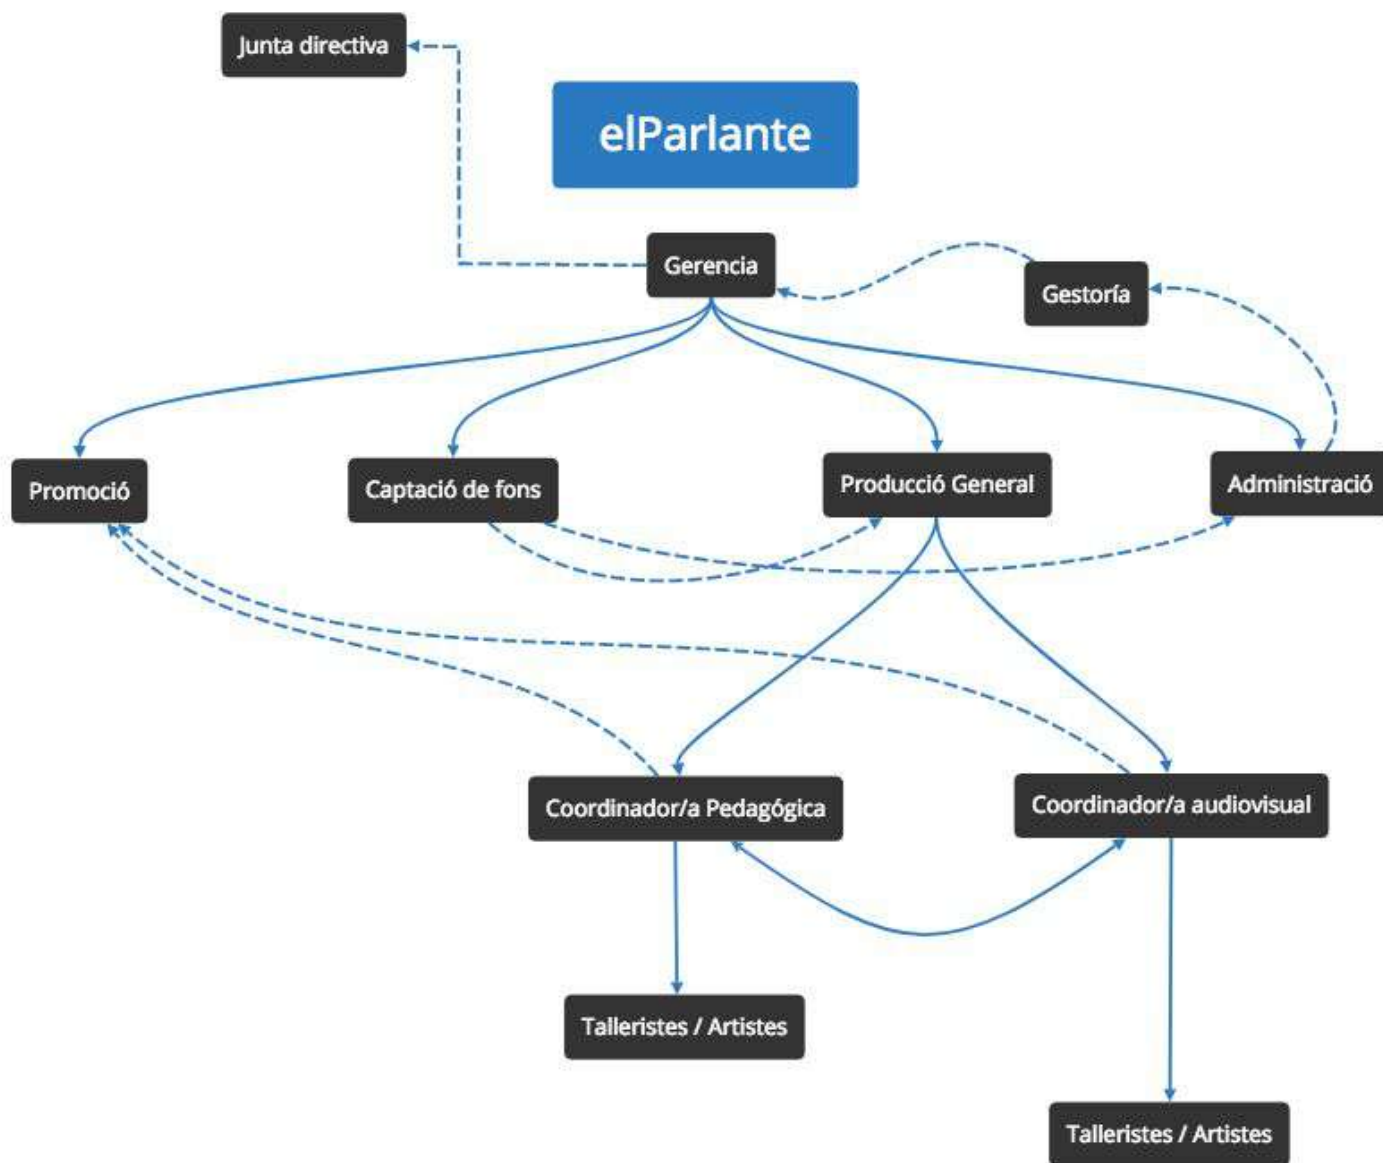 Junta directiva
elParlante
Gerencia
Gestoría
Promoció
Captació de fons
Producció General
Administració
Coordinador/a Pedagógica
Coordinador/a audiovisual
Talleristes / Artistes
Talleristes / Artistes